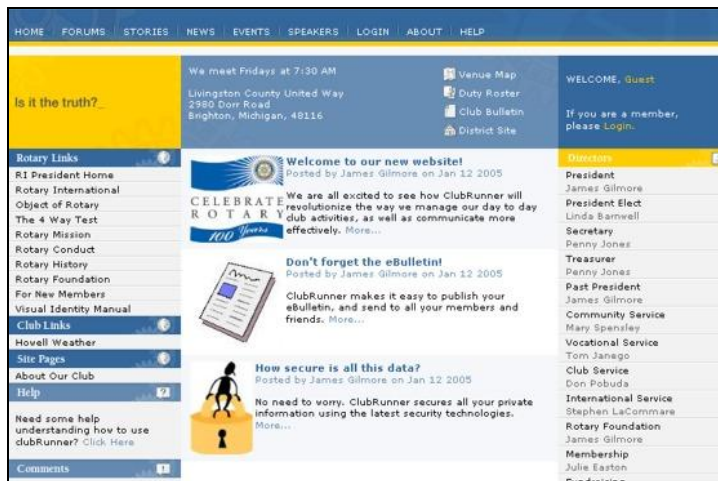 HOME FORUMS STORIES NEWS EVENTS SPEAKERS LOGIN ABOUT HELP
Is it the truth?_
We meet Fridays at 7:30 AM
Livingston County United Way
2980 Dorr Road
Brighton, Michigan, 48116
Venue Map
Duty Roster
Club Bulletin
District Site
WELCOME, Guest
If you are a member,
please Login.
Rotary Links
RI President Home
Rotary International
Object of Rotary
The 4 Way Test
Rotary Mission
Rotary Conduct
Rotary History
Rotary Foundation
For New Members
Visual Identity Manual
Club Links
Howell Weather
Site Pages
About Our Club
Help
Need some help
understanding how to use
clubRunner? Click Here
Comments
CELEBRATE
ROTARY
100 Years
Welcome to our new website!
Posted by James Gilmore on Jan 12 2005
We are all excited to see how ClubRunner will
revolutionize the way we manage our day to day
club activities, as well as communicate more
effectively. More...
Don't forget the eBulletin!
Posted by James Gilmore on Jan 12 2005
ClubRunner makes it easy to publish your
eBulletin, and send to all your members and
friends. More...
How secure is all this data?
Posted by James Gilmore on Jan 12 2005
No need to worry. ClubRunner secures all your private
information using the latest security technologies.
More...
Directors
President
James Gilmore
President Elect
Linda Barnwell
Secretary
Penny Jones
Treasurer
Penny Jones
Past President
James Gilmore
Community Service
Mary Spensley
Vocational Service
Tom Janego
Club Service
Don Pobuda
International Service
Stephen LaCommare
Rotary Foundation
James Gilmore
Membership
Julie Easton
Fundraising